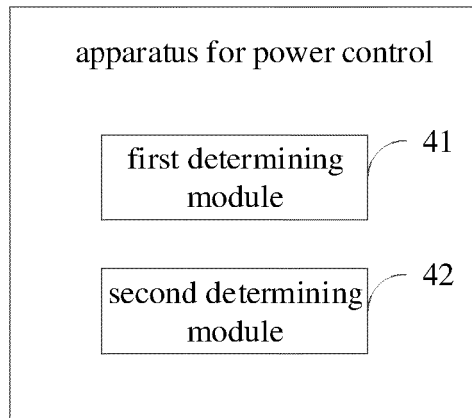 apparatus for power control
first determining
module
41
second determining
module
42